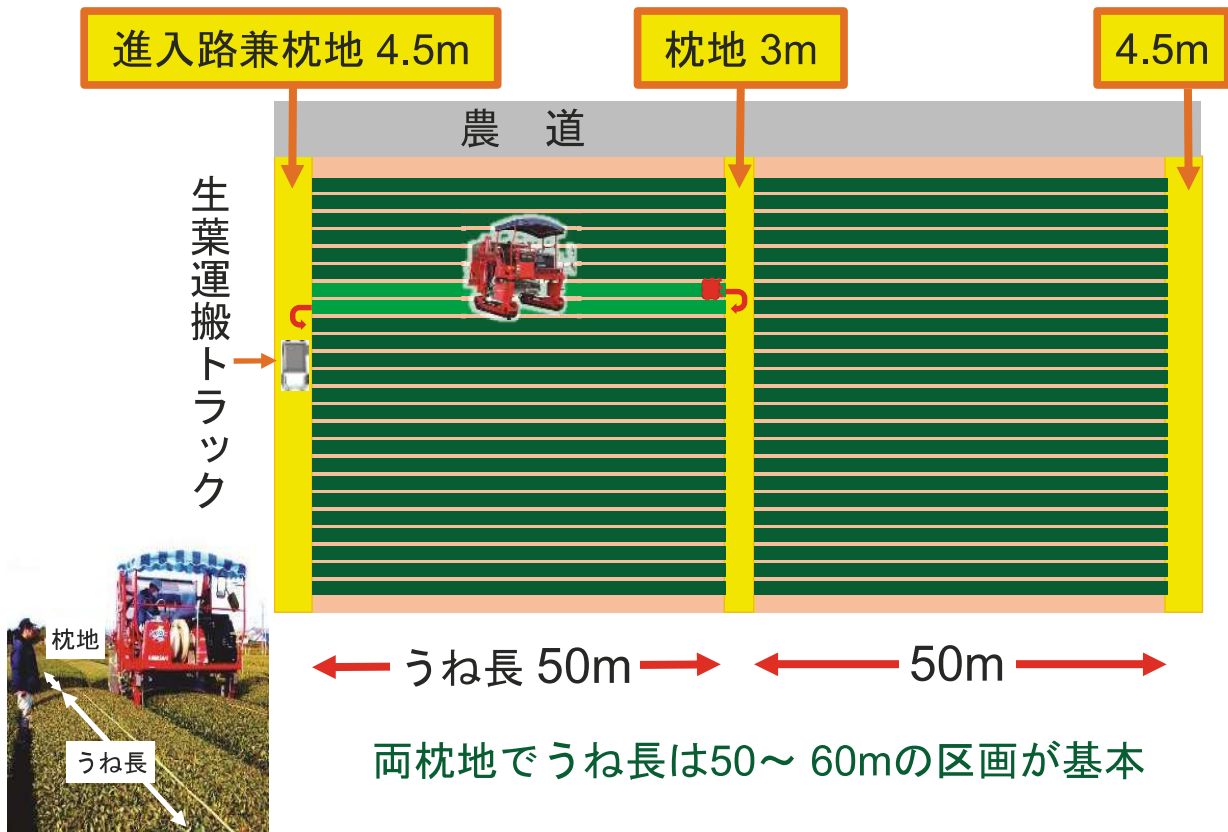 進入路兼枕地 4.5m
枕地 3m
4.5m
農 道
生葉運搬トラック
枕地
うね長
うね長 50m
50m
両枕地でうね長は50～ 60mの区画が基本